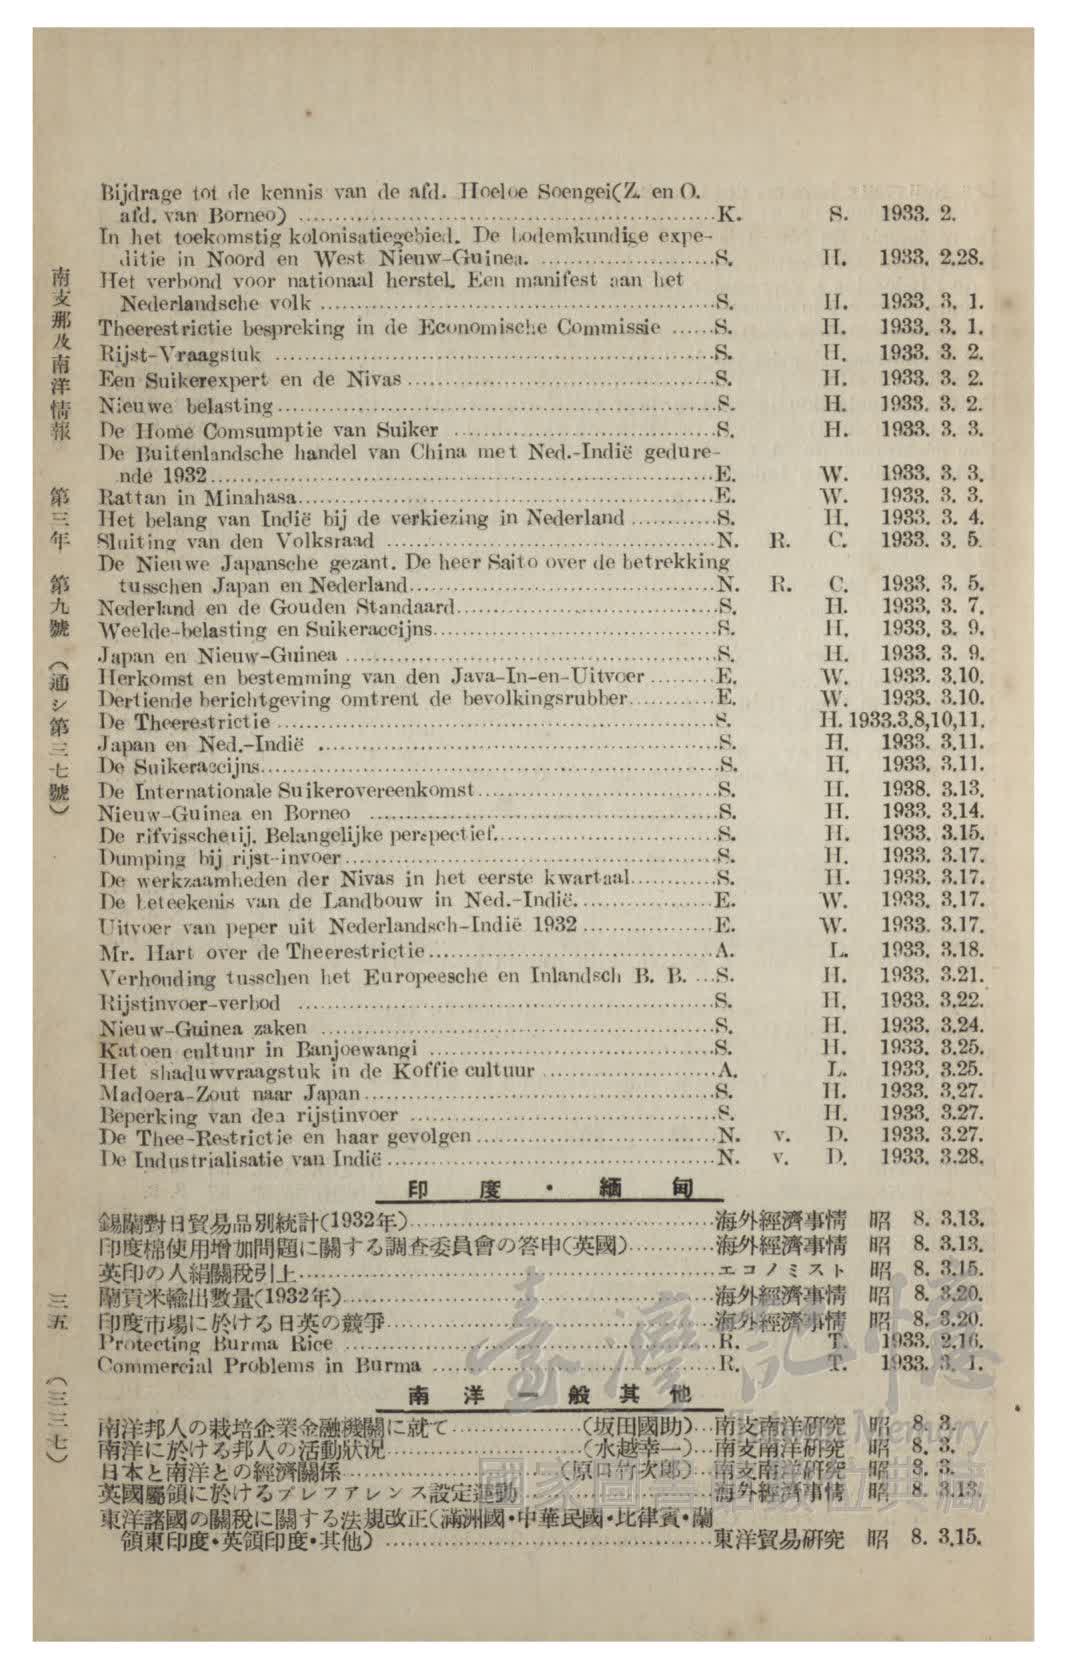 南支那及南洋情報 第三年 第九號 (通シ第三七號)
Bijdrage tot de kennis van de afd. Hoeloe Soengei(Z. en O.
afd. van Borneo) ........ K. S. 1933. 2.
In het toekomstig kolonisatiegebied. De bodemkundige expe-
ditie in Noord en West Nieuw-Guinea. ........ S. H. 1933. 2.28.
Het verbond voor nationaal herstel. Een manifest aan het
Nederlandsche volk ........ S. H. 1933. 3. 1.
Theerestrictie bespreking in de Economische Commissie ...... S. H. 1933. 3. 1.
Rijst-Vraagstuk ........ S. H. 1933. 3. 2.
Een Suikerexpert en de Nivas ........ S. H. 1933. 3. 2.
Nieuwe belasting ........ S. H. 1933. 3. 2.
De Home Comsumptie van Suiker ........ S. H. 1933. 3. 3.
De Buitenlandsche handel van China met Ned.-Indië gedure-
nde 1932 ........ E. W. 1933. 3. 3.
Rattan in Minahasa ........ E. W. 1933. 3. 3.
Het belang van Indië bij de verkiezing in Nederland ........ S. H. 1933. 3. 4.
Sluiting van den Volksraad ........ N. R. C. 1933. 3. 5.
De Nieuwe Japansche gezant. De heer Saito over de betrekking
tusschen Japan en Nederland ........ N. R. C. 1933. 3. 5.
Nederland en de Gouden Standaard ........ S. H. 1933. 3. 7.
Weelde-belasting en Suikeraccijns ........ S. H. 1933. 3. 9.
Japan en Nieuw-Guinea ........ S. H. 1933. 3. 9.
Herkomst en bestemming van den Java-In-en-Uitvoer ........ E. W. 1933. 3.10.
Dertiende berichtgeving omtrent de bevolkingsrubber ........ E. W. 1933. 3.10.
De Theerestrictie ........ S. H. 1933.3.8,10,11.
Japan en Ned.-Indië ........ S. H. 1933. 3.11.
De Suikeraccijns ........ S. H. 1933. 3.11.
De Internationale Suikerovereenkomst ........ S. H. 1938. 3.13.
Nieuw-Guinea en Borneo ........ S. H. 1933. 3.14.
De rifvisscherij. Belangelijke perspectief. ........ S. H. 1933. 3.15.
Dumping bij rijst-invoer ........ S. H. 1933. 3.17.
De werkzaamheden der Nivas in het eerste kwartaal ........ S. H. 1933. 3.17.
De beteekenis van de Landbouw in Ned.-Indië. ........ E. W. 1933. 3.17.
Uitvoer van peper uit Nederlandsch-Indië 1932 ........ E. W. 1933. 3.17.
Mr. Hart over de Theerestrictie ........ A. L. 1933. 3.18.
Verhouding tusschen het Europeesche en Inlandsch B. B. ... S. H. 1933. 3.21.
Rijstinvoer-verbod ........ S. H. 1933. 3.22.
Nieuw-Guinea zaken ........ S. H. 1933. 3.24.
Katoen cultuur in Banjoewangi ........ S. H. 1933. 3.25.
Het shaduwvraagstuk in de Koffie cultuur ........ A. L. 1933. 3.25.
Madoera-Zout naar Japan ........ S. H. 1933. 3.27.
Beperking van den rijstinvoer ........ S. H. 1933. 3.27.
De Thee-Restrictie en haar gevolgen ........ N. v. D. 1933. 3.27.
De Industrialisatie van Indië ........ N. v. D. 1933. 3.28.
印度・緬甸
錫蘭對日貿易品別統計(1932年) ........ 海外經濟事情 昭 8. 3.13.
印度棉使用增加問題に關する調査委員會の答申(英國) ........ 海外經濟事情 昭 8. 3.13.
英印の人絹關稅引上 ........ エコノミスト 昭 8. 3.15.
蘭貢米輸出數量(1932年) ........ 海外經濟事情 昭 8. 3.20.
印度市場に於ける日英の競爭 ........ 海外經濟事情 昭 8. 3.20.
Protecting Burma Rice ........ R. T. 1933. 2.16.
Commercial Problems in Burma ........ R. T. 1933. 3. 1.
南洋一般其他
南洋邦人の栽培企業金融機關に就て ........ (坂田國助) ... 南支南洋研究 昭 8. 3.
南洋に於ける邦人の活動狀況 ........ (水越幸一) ... 南支南洋研究 昭 8. 3.
日本と南洋との經濟關係 ........ (原口竹次郎) ... 南支南洋研究 昭 8. 3.
英國屬領に於けるプレフアレンス設定運動 ........ 海外經濟事情 昭 8. 3.13.
東洋諸國の關稅に關する法規改正(滿洲國・中華民國・比律賓・蘭
領東印度・英領印度・其他) ........ 東洋貿易研究 昭 8. 3.15.
三五 (三三七)
臺灣記憶
Taiwan Memory
國家圖書館數位典藏